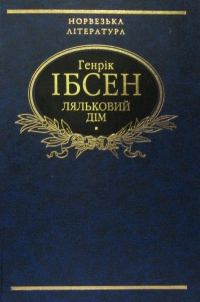 НОРВЕЗЬКА
ЛІТЕРАТУРА
Генрік
ІБСЕН
ЛЯЛЬКОВИЙ
ДІМ